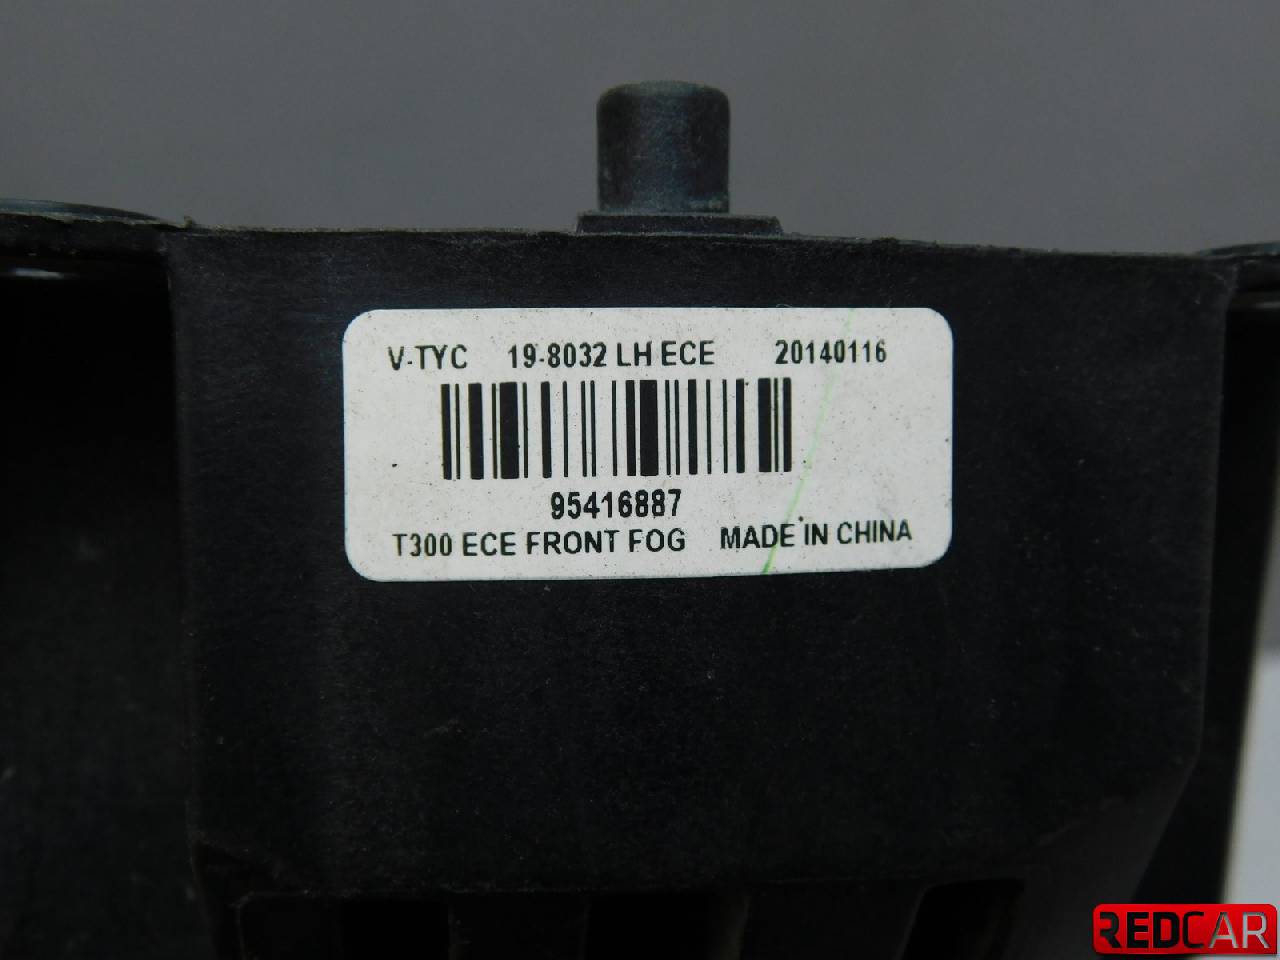 V-TYC 19-8032 LH ECE 20140116
95416887
T300 ECE FRONT FOG MADE IN CHINA
REDCAR